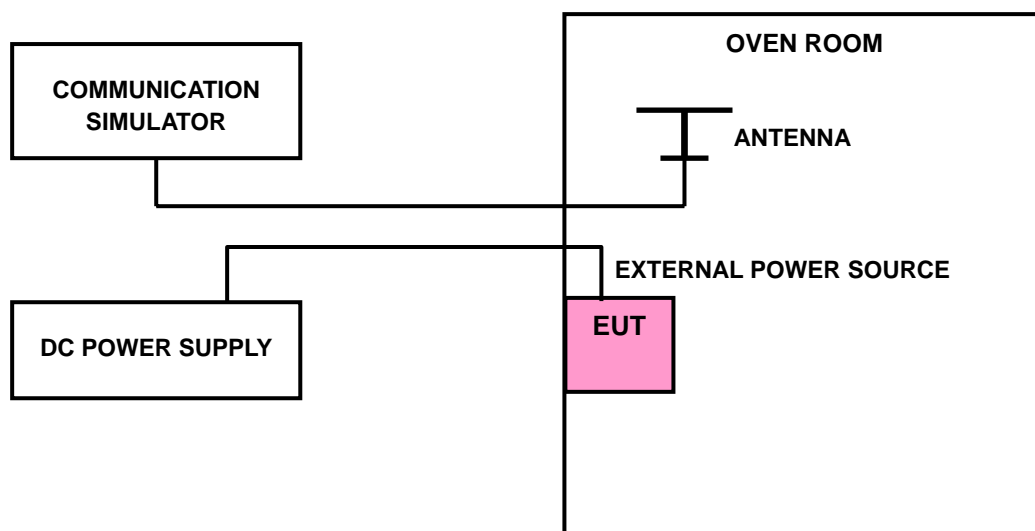 OVEN ROOM
COMMUNICATION
SIMULATOR
ANTENNA
EXTERNAL POWER SOURCE
EUT
DC POWER SUPPLY